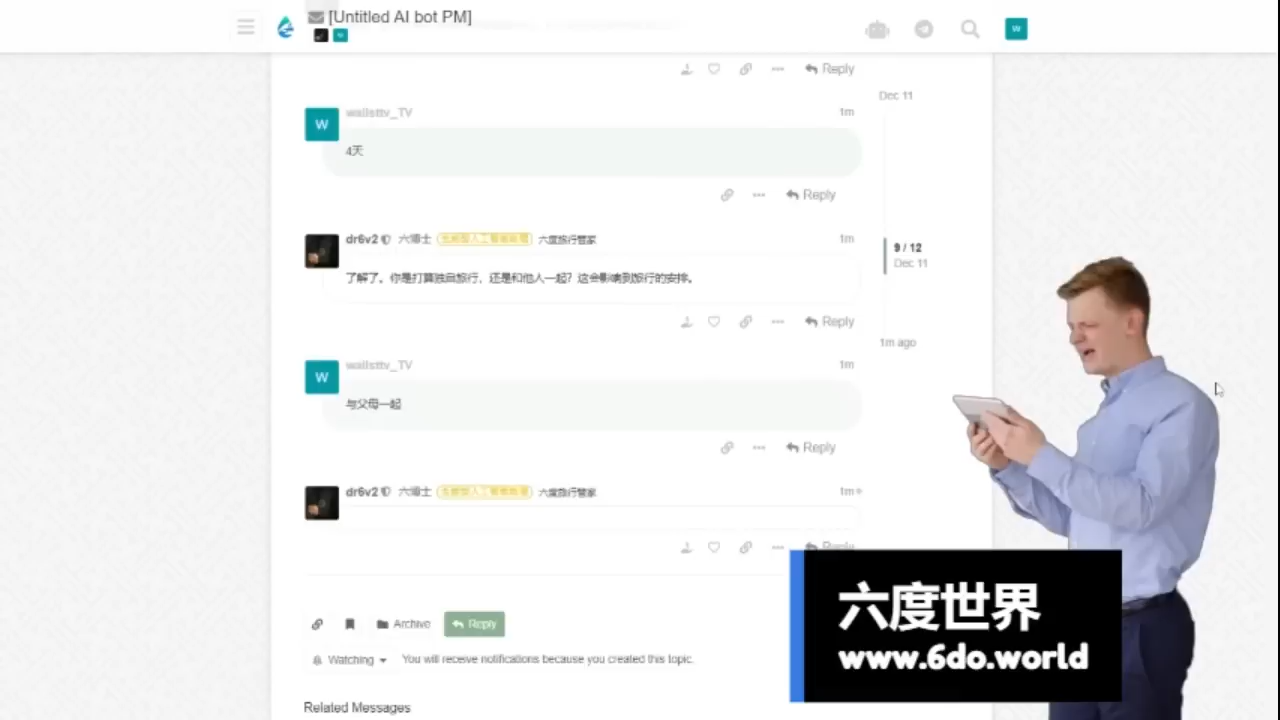 [Untitled AI bot PM]
W
W
Reply
Dec 11
W
wallsttv_TV
1m
4天
Reply
dr6v2 六博士 六度旅行管家
1m
9 / 12
Dec 11
了解了。你是打算独自旅行，还是和他人一起？这会影响到旅行的安排。
Reply
1m ago
W
wallsttv_TV
1m
与父母一起
Reply
dr6v2 六博士 六度旅行管家
1m
Reply
六度世界
www.6do.world
Archive
Reply
Watching
You will receive notifications because you created this topic.
Related Messages